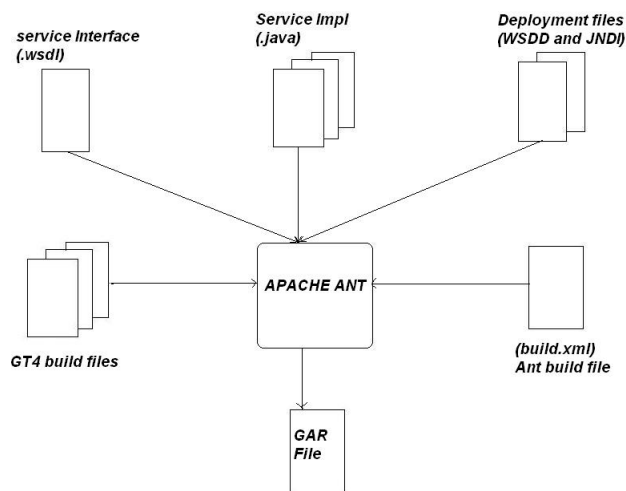 service Interface
(.wsdl)
Service Impl
(.java)
Deployment files
(WSDD and JNDI)
APACHE ANT
GT4 build files
(build.xml)
Ant build file
GAR
File